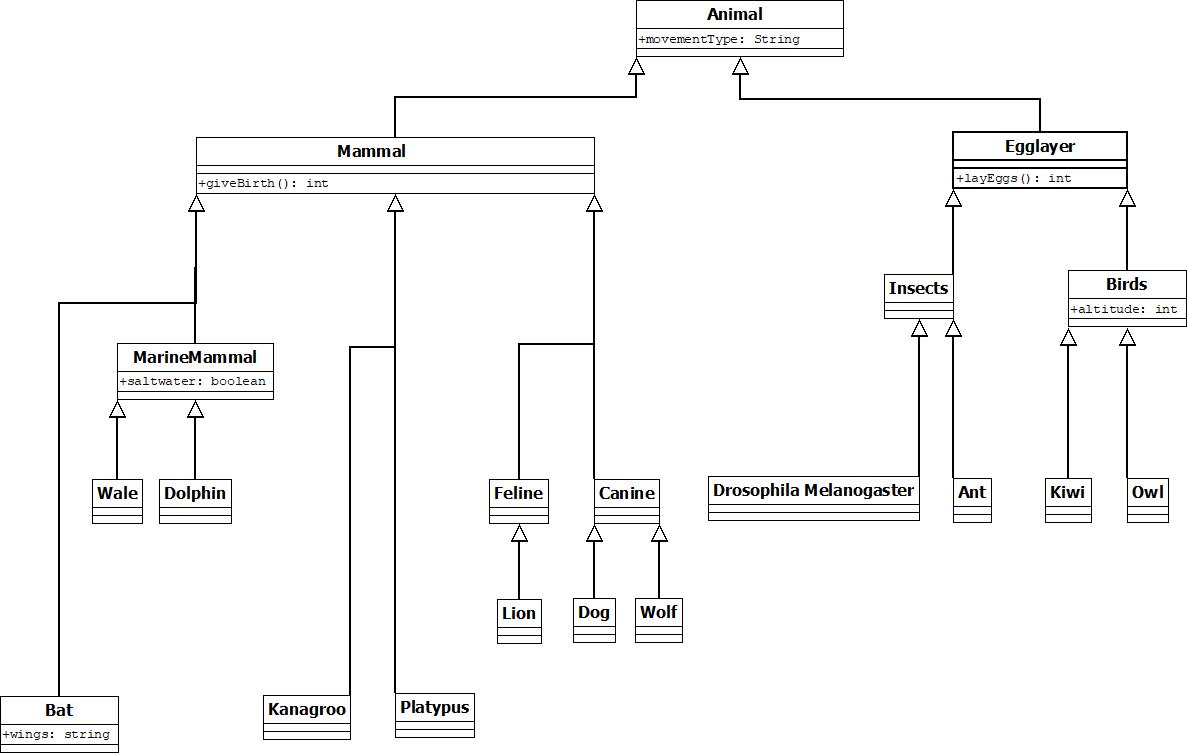 Animal
+movementType: String
Mammal
+giveBirth(): int
Egglayer
+layEggs(): int
Insects
Birds
+altitude: int
MarineMammal
+saltwater: boolean
Wale
Dolphin
Feline
Canine
Drosophila Melanogaster
Ant
Kiwi
Owl
Lion
Dog
Wolf
Bat
+wings: string
Kanagroo
Platypus